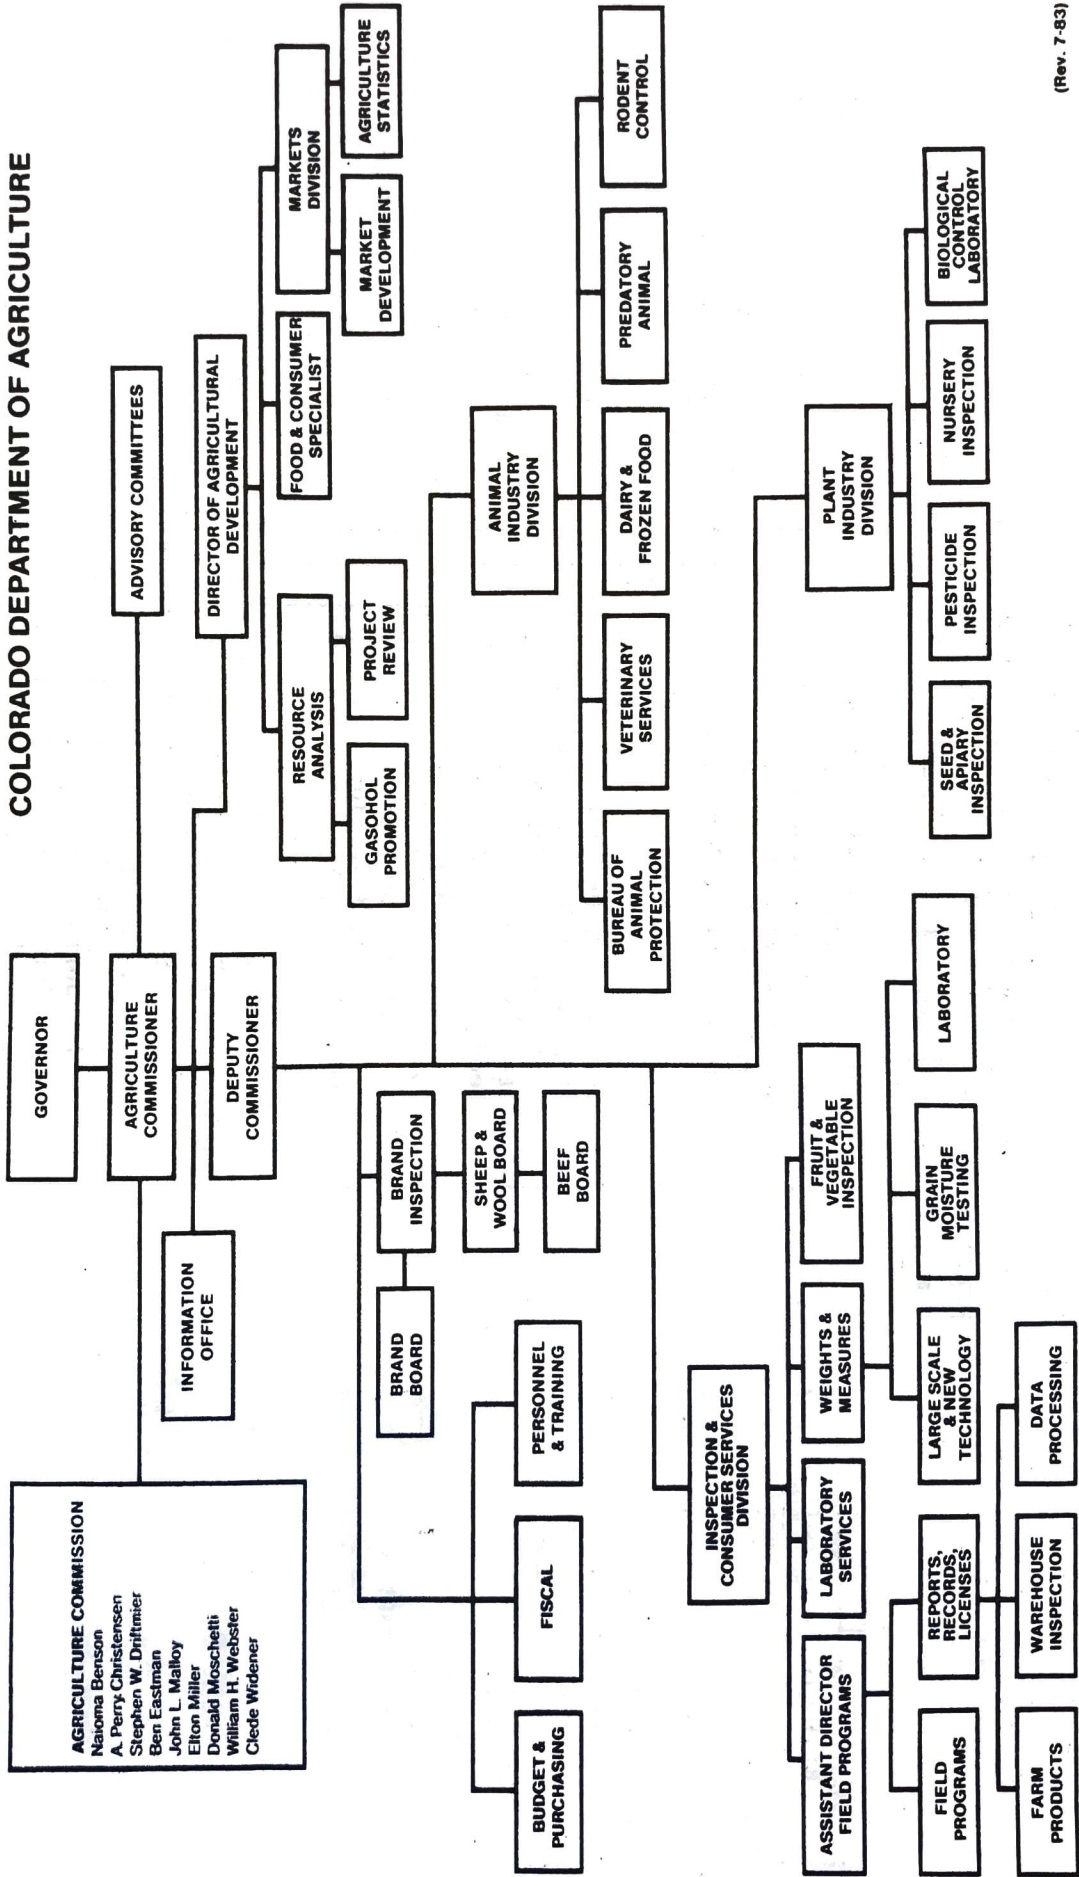 COLORADO DEPARTMENT OF AGRICULTURE
GOVERNOR
AGRICULTURE COMMISSION
Naioma Benson
A. Perry Christensen
Stephen W. Driftmier
Ben Eastman
John L. Malloy
Elton Miller
Donald Moschetti
William H. Webster
Clede Widener
AGRICULTURE
COMMISSIONER
ADVISORY COMMITTEES
INFORMATION
OFFICE
DEPUTY
COMMISSIONER
DIRECTOR OF AGRICULTURAL
DEVELOPMENT
RESOURCE
ANALYSIS
FOOD & CONSUMER
SPECIALIST
MARKETS
DIVISION
GASOHOL
PROMOTION
PROJECT
REVIEW
MARKET
DEVELOPMENT
AGRICULTURE
STATISTICS
BRAND
BOARD
BRAND
INSPECTION
SHEEP &
WOOL BOARD
BEEF
BOARD
BUDGET &
PURCHASING
FISCAL
PERSONNEL
& TRAINING
ANIMAL
INDUSTRY
DIVISION
BUREAU OF
ANIMAL
PROTECTION
VETERINARY
SERVICES
DAIRY &
FROZEN FOOD
PREDATORY
ANIMAL
RODENT
CONTROL
INSPECTION &
CONSUMER SERVICES
DIVISION
ASSISTANT DIRECTOR
FIELD PROGRAMS
LABORATORY
SERVICES
WEIGHTS &
MEASURES
FRUIT &
VEGETABLE
INSPECTION
FIELD
PROGRAMS
REPORTS,
RECORDS,
LICENSES
LARGE SCALE
& NEW
TECHNOLOGY
GRAIN
MOISTURE
TESTING
LABORATORY
FARM
PRODUCTS
WAREHOUSE
INSPECTION
DATA
PROCESSING
PLANT
INDUSTRY
DIVISION
SEED &
APIARY
INSPECTION
PESTICIDE
INSPECTION
NURSERY
INSPECTION
BIOLOGICAL
CONTROL
LABORATORY
(Rev. 7-83)